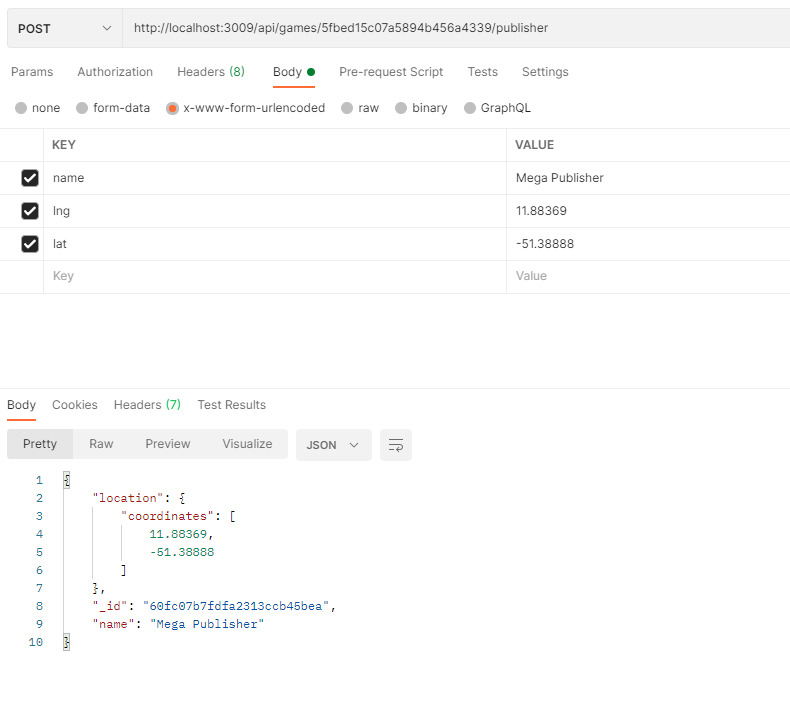 POST http://localhost:3009/api/games/5fbed15c07a5894b456a4339/publisher
Params Authorization Headers (8) Body Pre-request Script Tests Settings
none form-data x-www-form-urlencoded raw binary GraphQL
KEY VALUE
name Mega Publisher
lng 11.88369
lat -51.38888
Key Value
Body Cookies Headers (7) Test Results
Pretty Raw Preview Visualize JSON
1 {
2 "location": {
3 "coordinates": [
4 11.88369,
5 -51.38888
6 ]
7 },
8 "_id": "60fc07b7fdfa2313ccb45bea",
9 "name": "Mega Publisher"
10 }